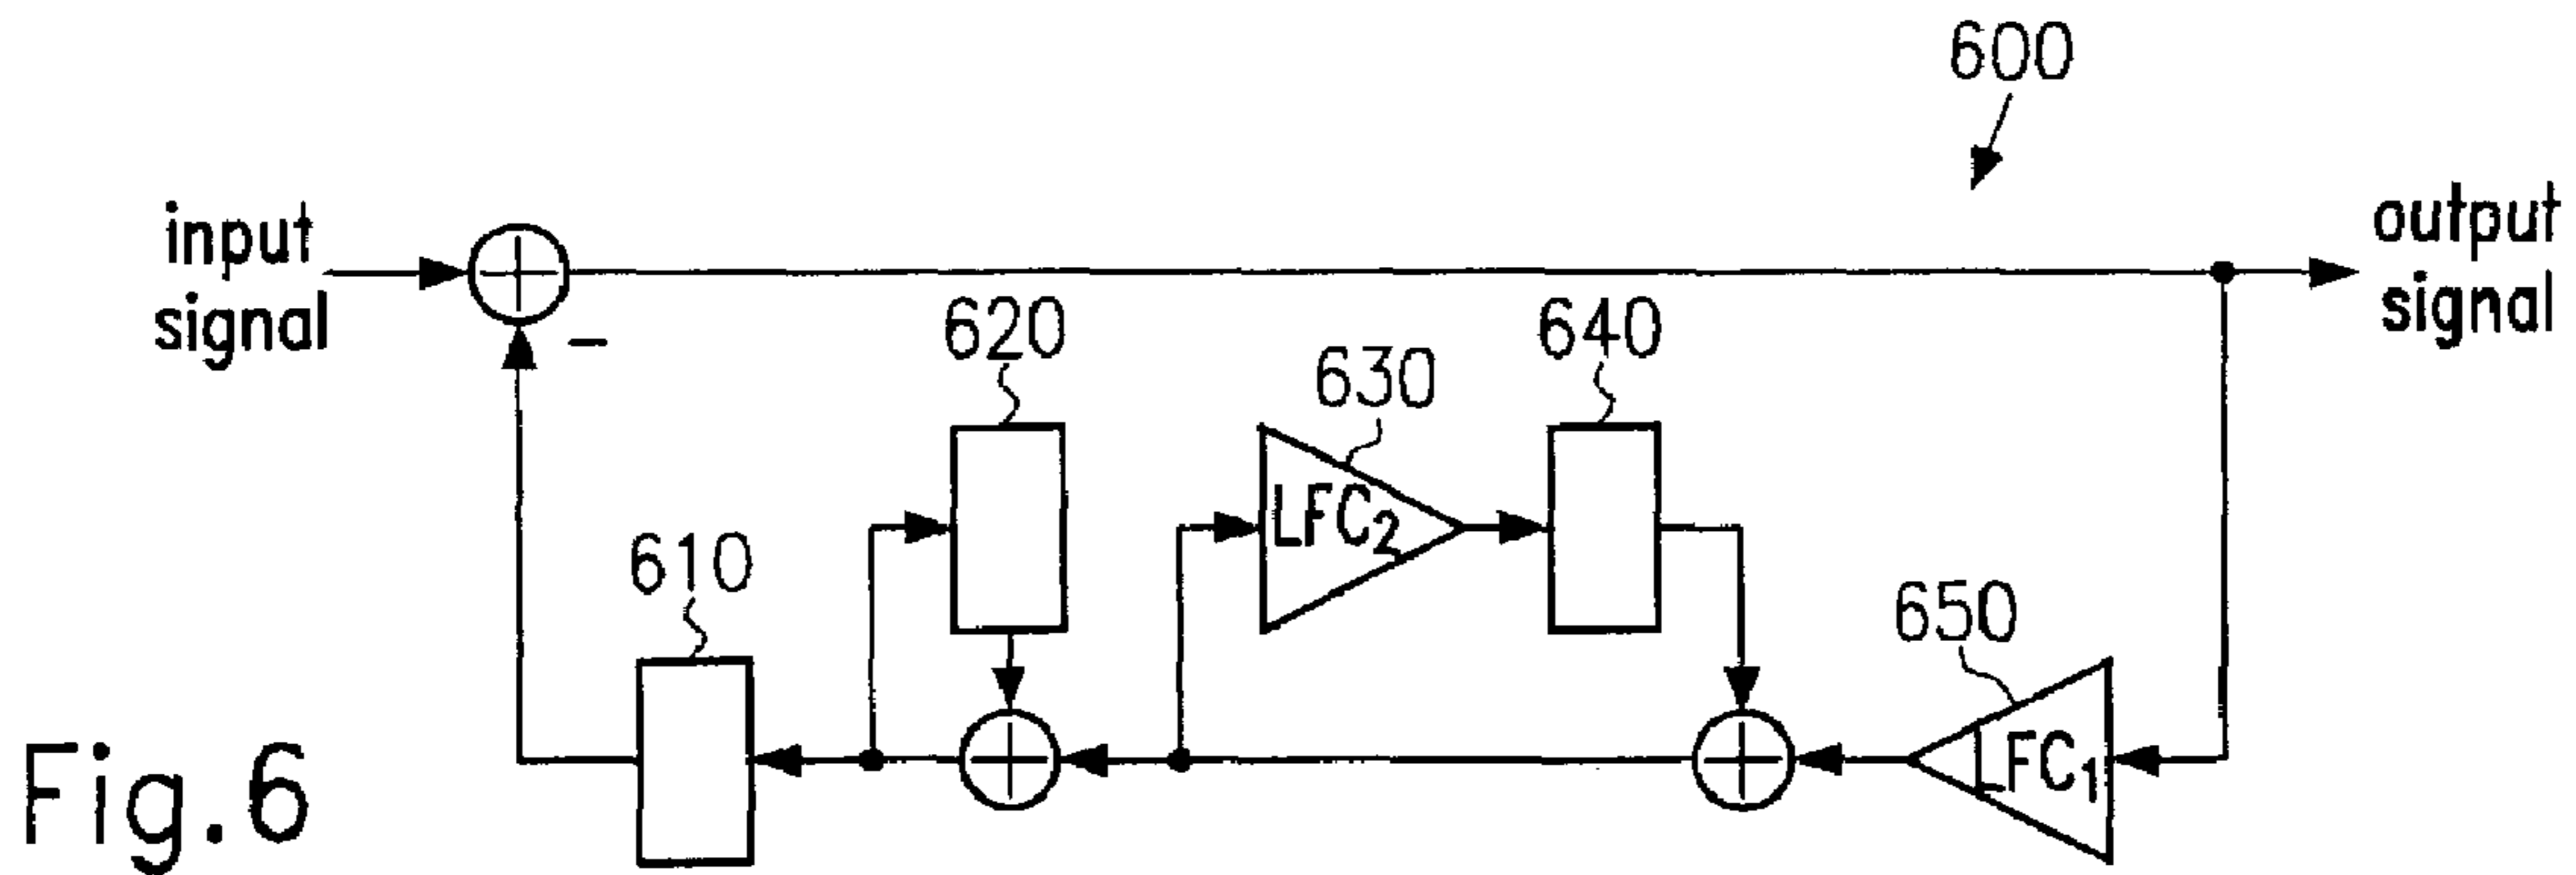 600
input
signal
output
signal
–
620
630
640
LFC₂
610
650
LFC₁
Fig.6